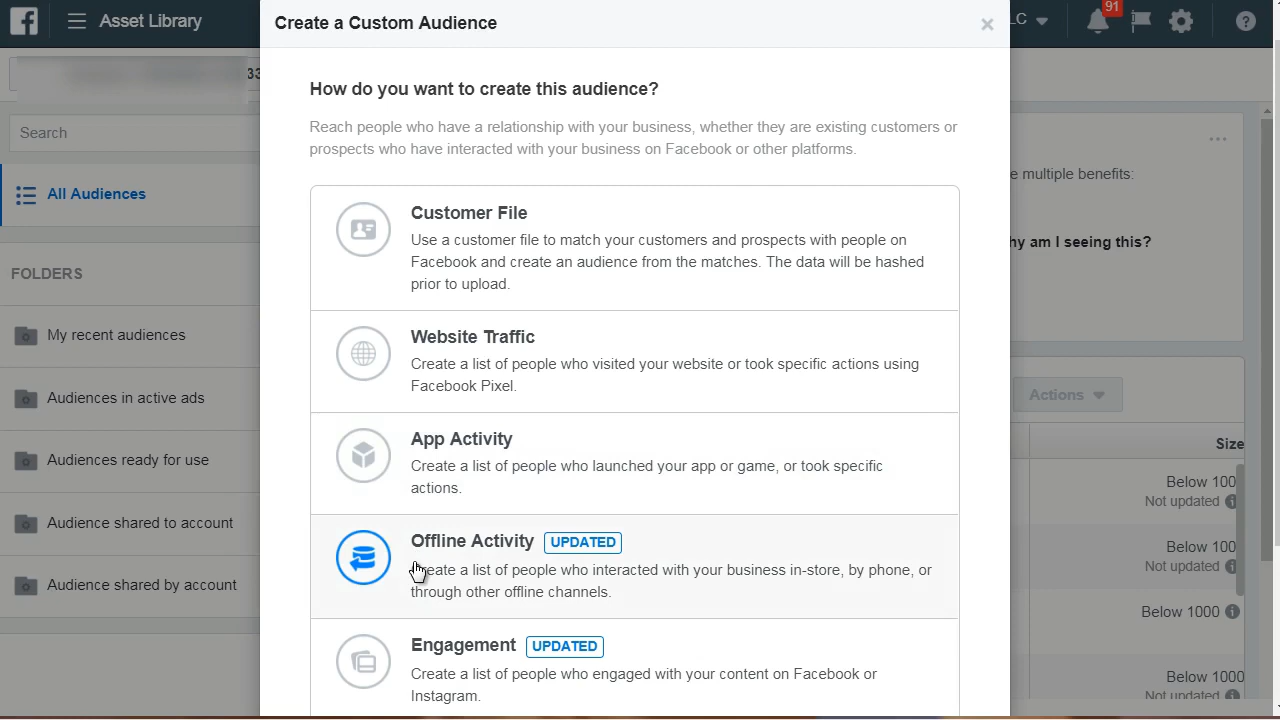 Asset Library
Create a Custom Audience
×
LC
91
33
Search
All Audiences
FOLDERS
My recent audiences
Audiences in active ads
Audiences ready for use
Audience shared to account
Audience shared by account
How do you want to create this audience?
Reach people who have a relationship with your business, whether they are existing customers or
prospects who have interacted with your business on Facebook or other platforms.
Customer File
Use a customer file to match your customers and prospects with people on
Facebook and create an audience from the matches. The data will be hashed
prior to upload.
Website Traffic
Create a list of people who visited your website or took specific actions using
Facebook Pixel.
App Activity
Create a list of people who launched your app or game, or took specific
actions.
Offline Activity UPDATED
Create a list of people who interacted with your business in-store, by phone, or
through other offline channels.
Engagement UPDATED
Create a list of people who engaged with your content on Facebook or
Instagram.
e multiple benefits:
hy am I seeing this?
Actions
Size
Below 100
Not updated
Below 100
Not updated
Below 1000
Below 1000
Not updated